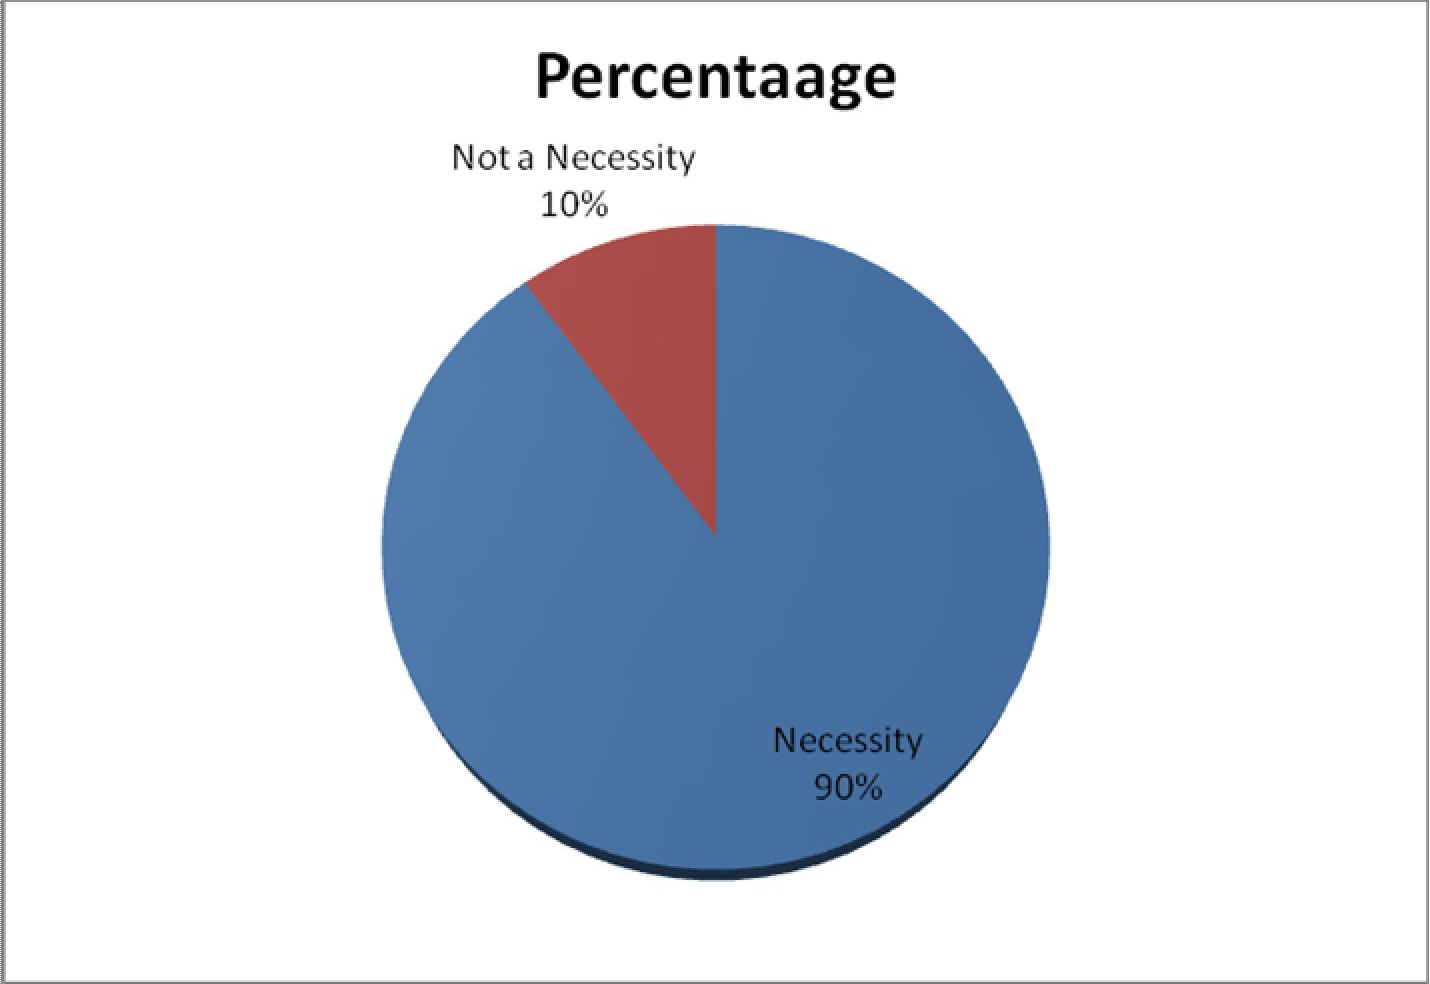 Percentaage
Not a Necessity
10%
Necessity
90%